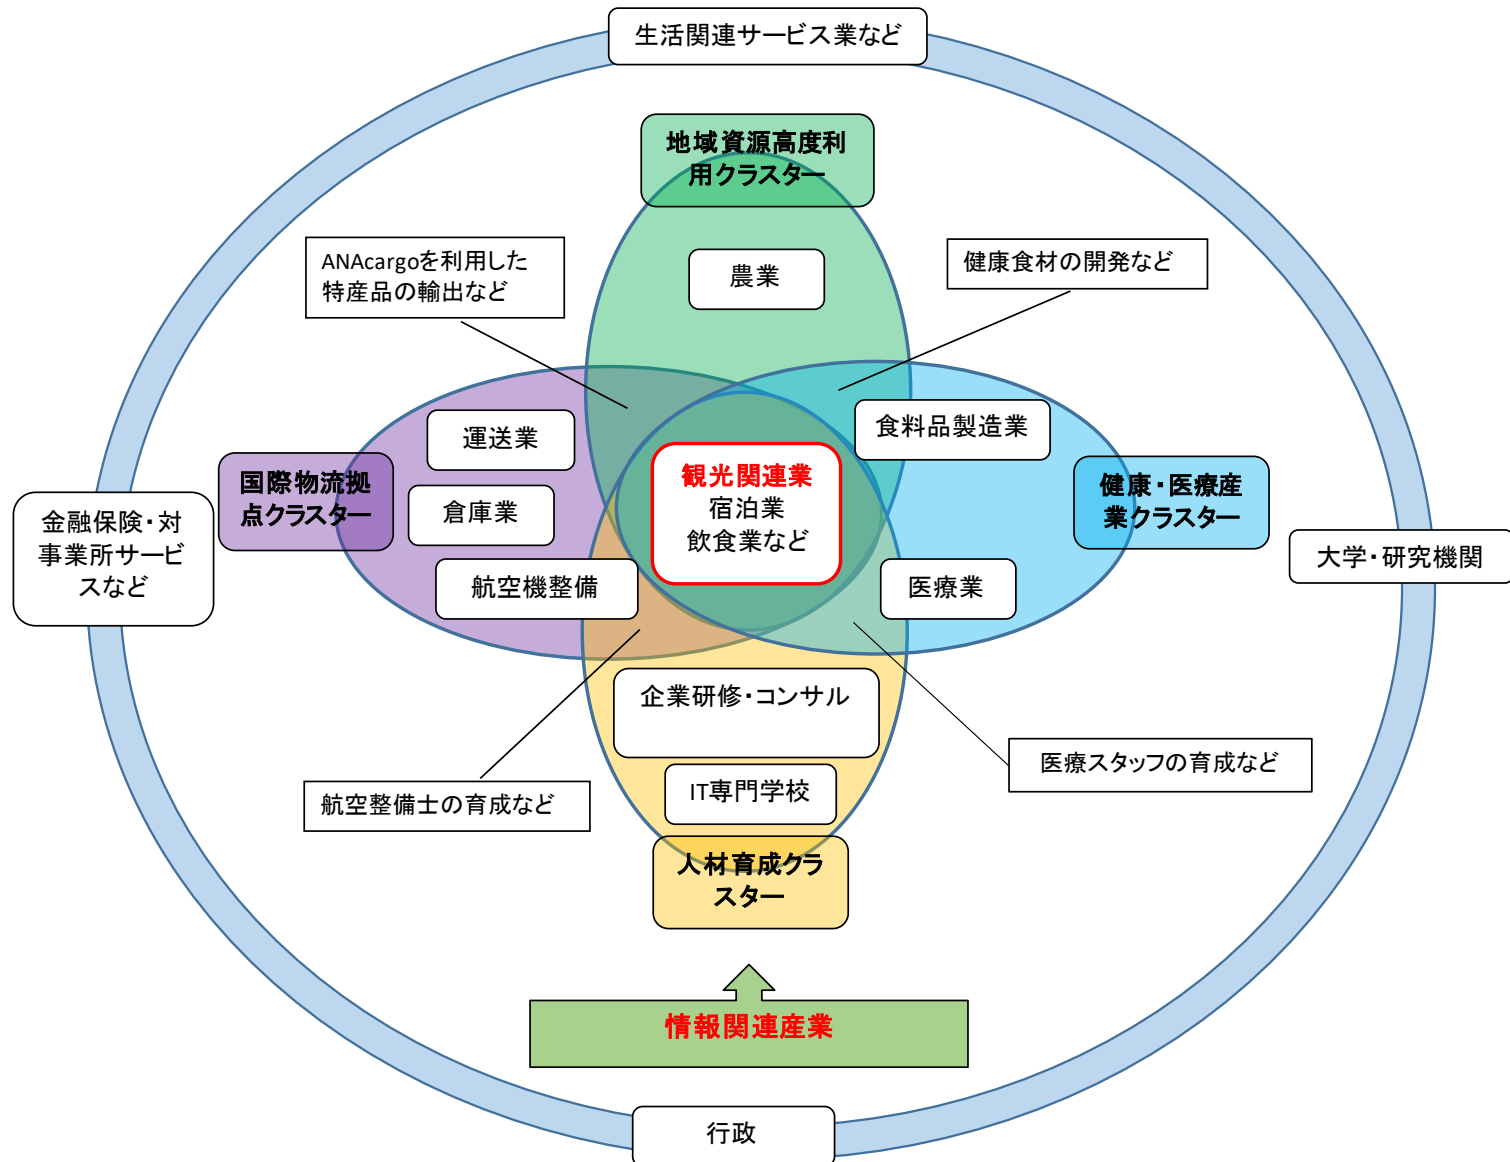 生活関連サービス業など
地域資源高度利
用クラスター
ANAcargoを利用した
特産品の輸出など
健康食材の開発など
農業
運送業
食料品製造業
国際物流拠
点クラスター
倉庫業
観光関連業
宿泊業
飲食業など
健康・医療産
業クラスター
金融保険・対
事業所サービ
スなど
航空機整備
医療業
大学・研究機関
企業研修・コンサル
IT専門学校
航空整備士の育成など
医療スタッフの育成など
人材育成クラ
スター
情報関連産業
行政